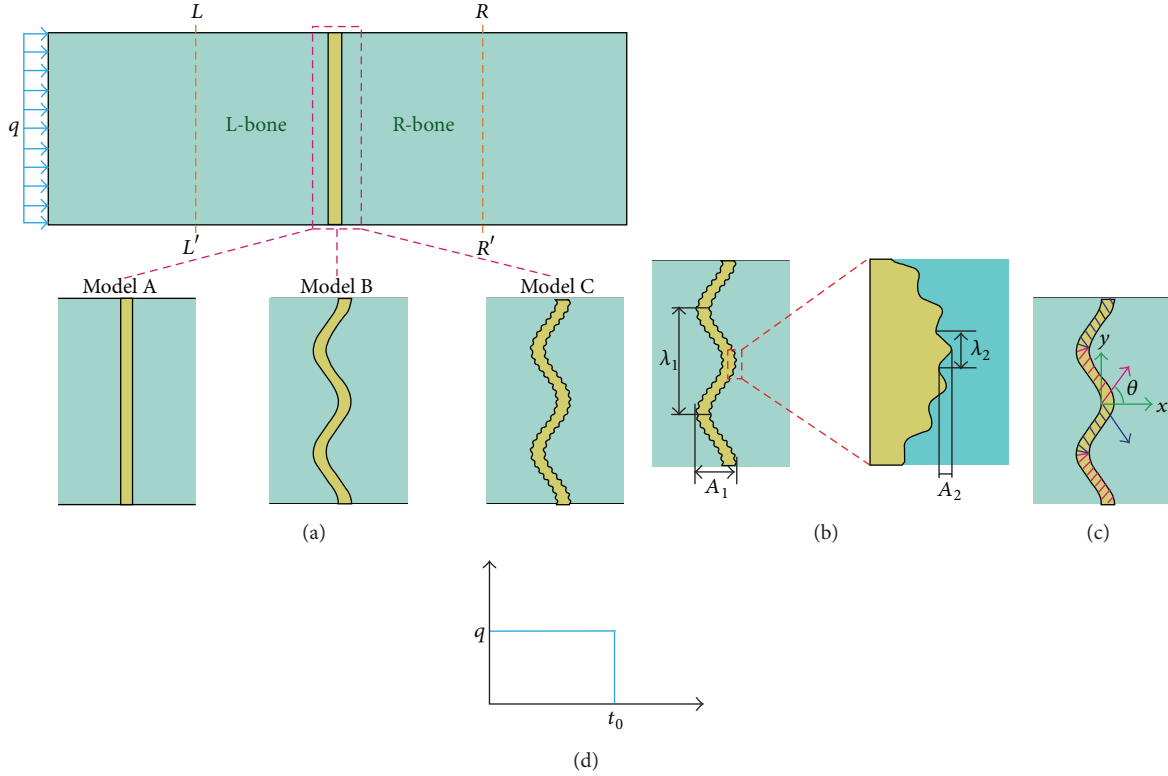 L R
q
L-bone R-bone
L′ R′
Model A Model B Model C
λ₁
A₁
λ₂
A₂
y
θ
x
(a) (b) (c)
q
t₀
(d)